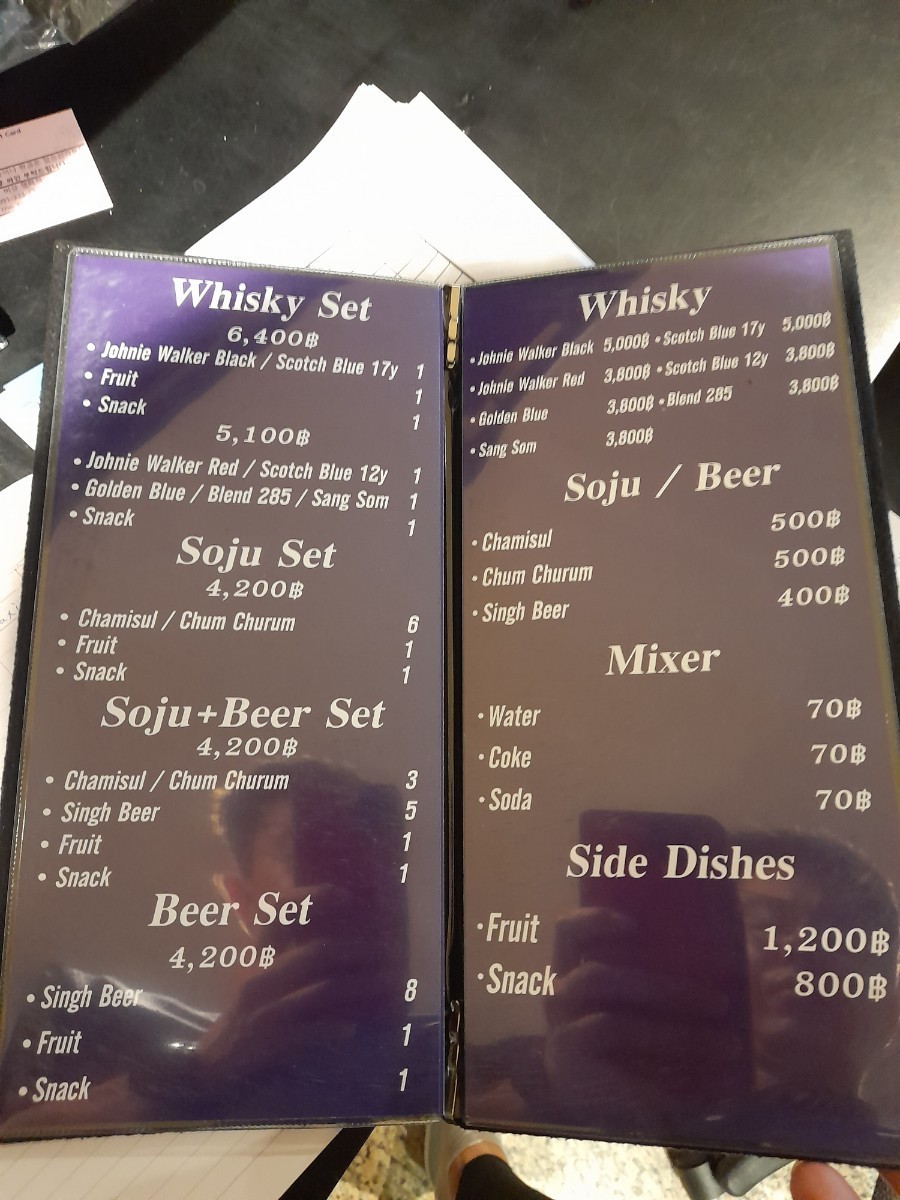 Whisky Set
6,400฿
• Johnie Walker Black / Scotch Blue 17y 1
• Fruit 1
• Snack 1
5,100฿
• Johnie Walker Red / Scotch Blue 12y 1
• Golden Blue / Blend 285 / Sang Som 1
• Snack 1
Soju Set
4,200฿
• Chamisul / Chum Churum 6
• Fruit 1
• Snack 1
Soju+Beer Set
4,200฿
• Chamisul / Chum Churum 3
• Singh Beer 5
• Fruit 1
• Snack 1
Beer Set
4,200฿
• Singh Beer 8
• Fruit 1
• Snack 1
Whisky
• Johnie Walker Black 5,000฿ • Scotch Blue 17y 5,000฿
• Johnie Walker Red 3,800฿ • Scotch Blue 12y 3,800฿
• Golden Blue 3,800฿ • Blend 285 3,800฿
• Sang Som 3,800฿
Soju / Beer
• Chamisul 500฿
• Chum Churum 500฿
• Singh Beer 400฿
Mixer
• Water 70฿
• Coke 70฿
• Soda 70฿
Side Dishes
• Fruit 1,200฿
• Snack 800฿